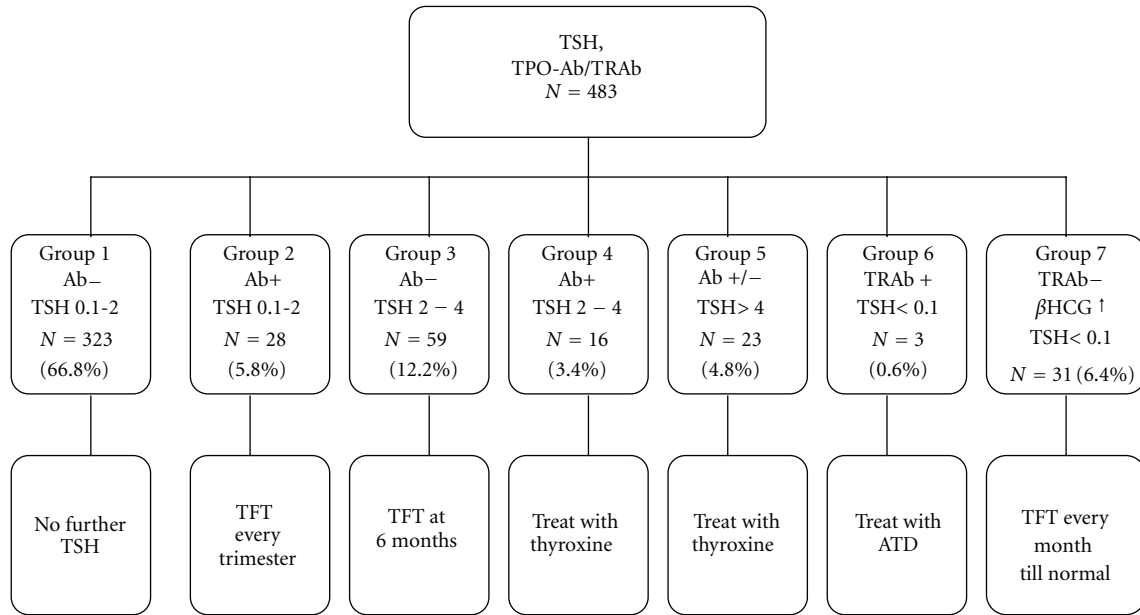 TSH,
TPO-Ab/TRAb
N = 483
Group 1
Ab−
TSH 0.1-2
N = 323
(66.8%)
Group 2
Ab+
TSH 0.1-2
N = 28
(5.8%)
Group 3
Ab−
TSH 2 − 4
N = 59
(12.2%)
Group 4
Ab+
TSH 2 − 4
N = 16
(3.4%)
Group 5
Ab +/−
TSH> 4
N = 23
(4.8%)
Group 6
TRAb +
TSH< 0.1
N = 3
(0.6%)
Group 7
TRAb−
βHCG ↑
TSH< 0.1
N = 31 (6.4%)
No further
TSH
TFT
every
trimester
TFT at
6 months
Treat with
thyroxine
Treat with
thyroxine
Treat with
ATD
TFT every
month
till normal